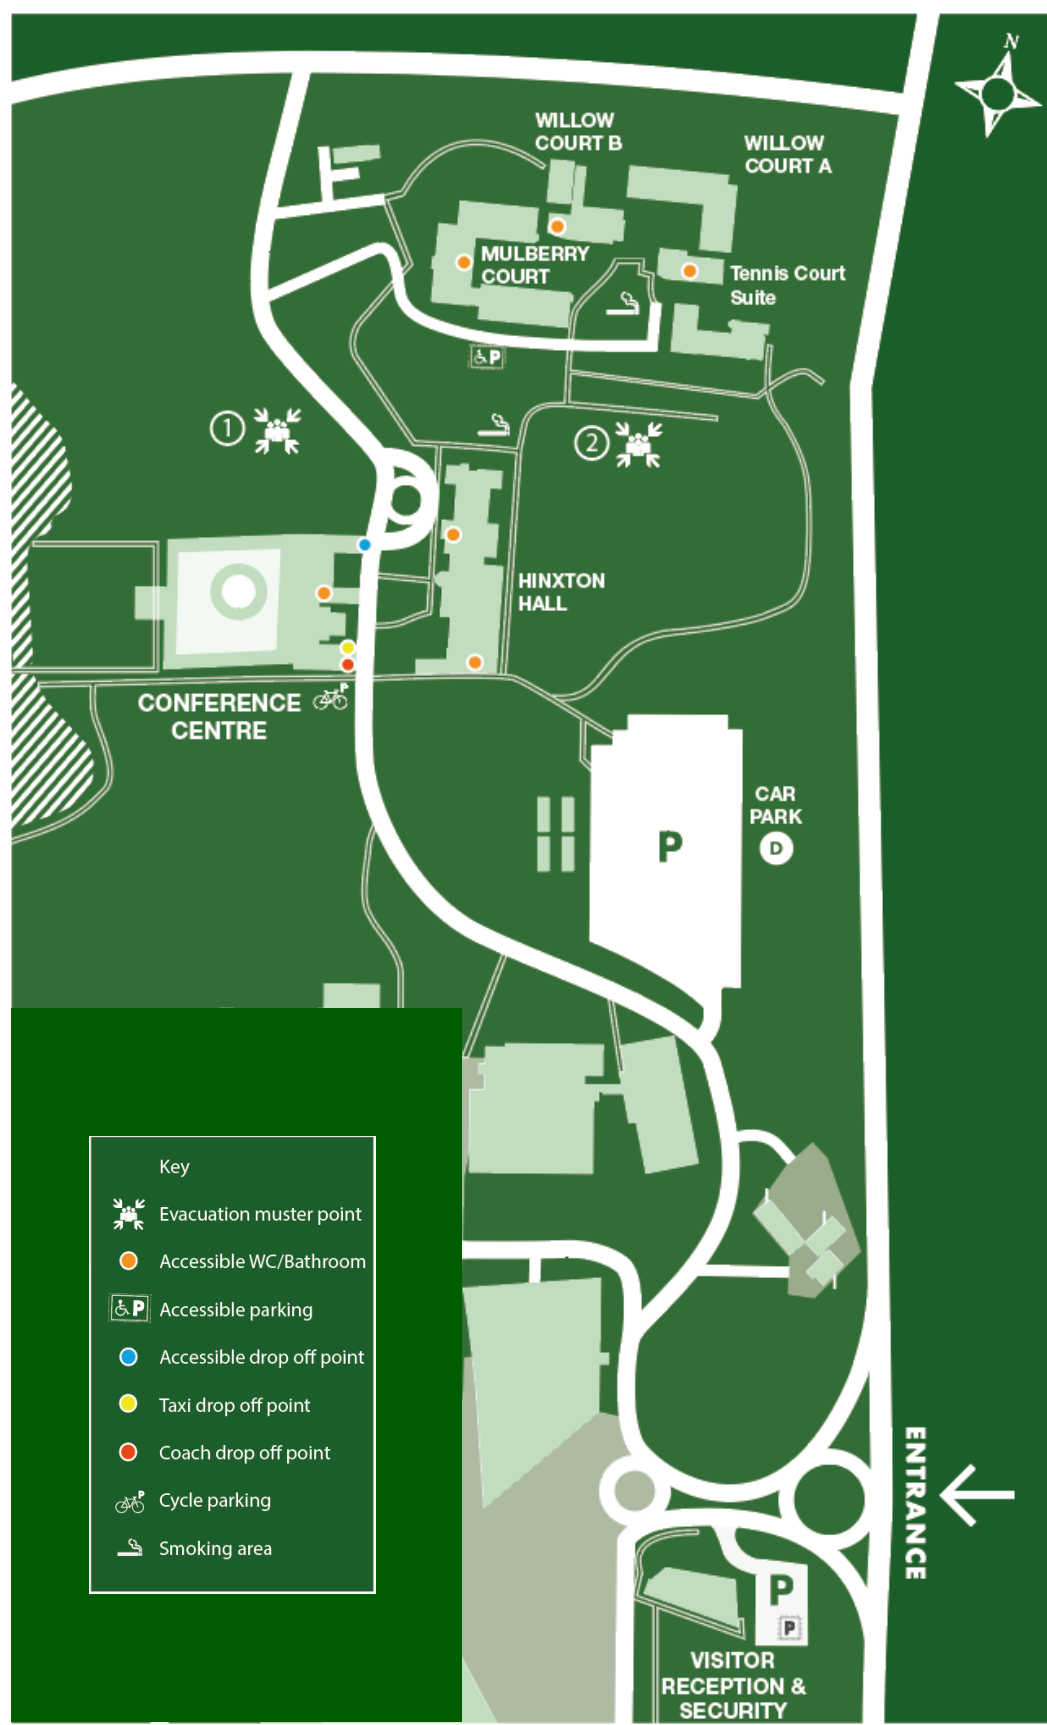 N
WILLOW
COURT B
WILLOW
COURT A
MULBERRY
COURT
Tennis Court
Suite
P
1
2
HINXTON
HALL
P
CONFERENCE
CENTRE
CAR
PARK
D
P
Key
Evacuation muster point
Accessible WC/Bathroom
P
Accessible parking
Accessible drop off point
Taxi drop off point
Coach drop off point
P
Cycle parking
Smoking area
ENTRANCE
P
P
VISITOR
RECEPTION &
SECURITY